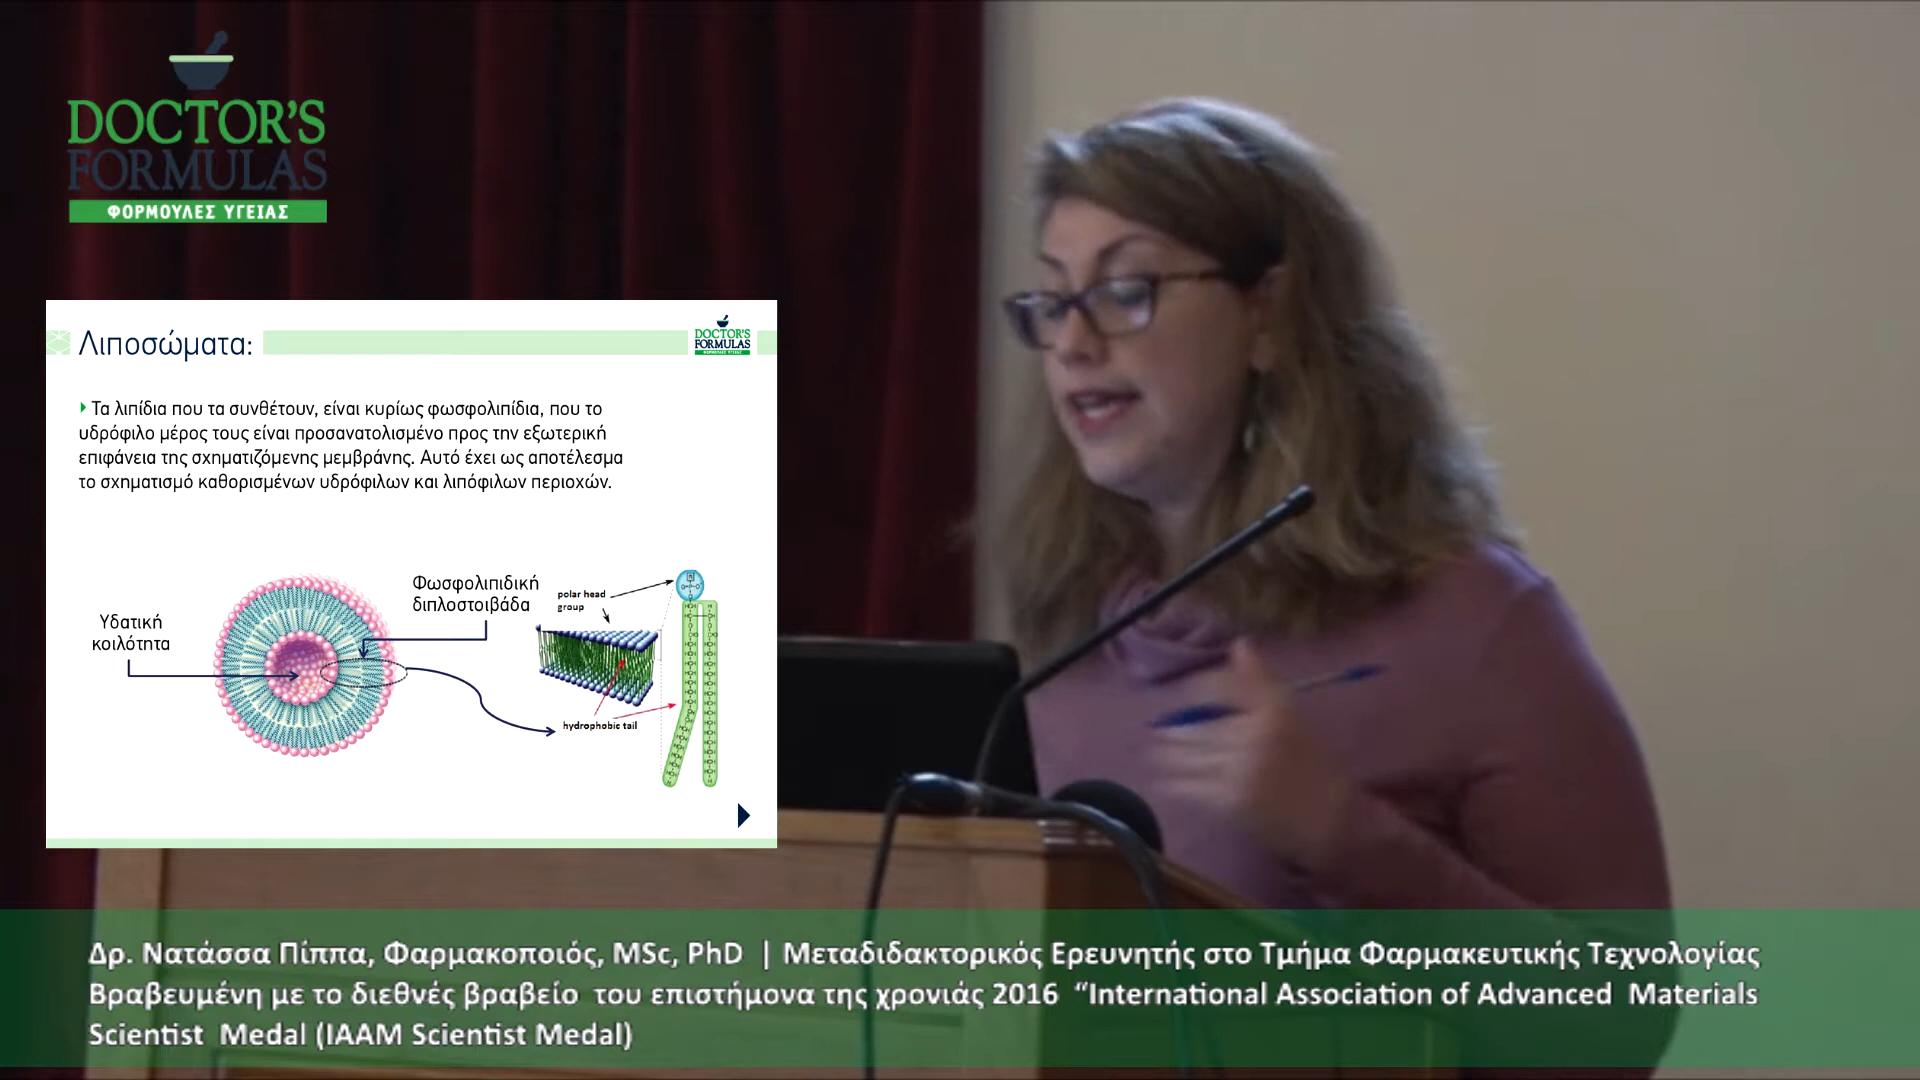 DOCTOR'S
FORMULAS
ΦΟΡΜΟΥΛΕΣ ΥΓΕΙΑΣ
Λιποσώματα:
DOCTOR'S
FORMULAS
ΦΟΡΜΟΥΛΕΣ ΥΓΕΙΑΣ
Τα λιπίδια που τα συνθέτουν, είναι κυρίως φωσφολιπίδια, που το
υδρόφιλο μέρος τους είναι προσανατολισμένο προς την εξωτερική
επιφάνεια της σχηματιζόμενης μεμβράνης. Αυτό έχει ως αποτέλεσμα
το σχηματισμό καθορισμένων υδρόφιλων και λιπόφιλων περιοχών.
Υδατική
κοιλότητα
Φωσφολιπιδική
διπλοστοιβάδα
polar head
group
hydrophobic tail
Δρ. Νατάσσα Πίππα, Φαρμακοποιός, MSc, PhD | Μεταδιδακτορικός Ερευνητής στο Τμήμα Φαρμακευτικής Τεχνολογίας
Βραβευμένη με το διεθνές βραβείο του επιστήμονα της χρονιάς 2016 “International Association of Advanced Materials
Scientist Medal (IAAM Scientist Medal)